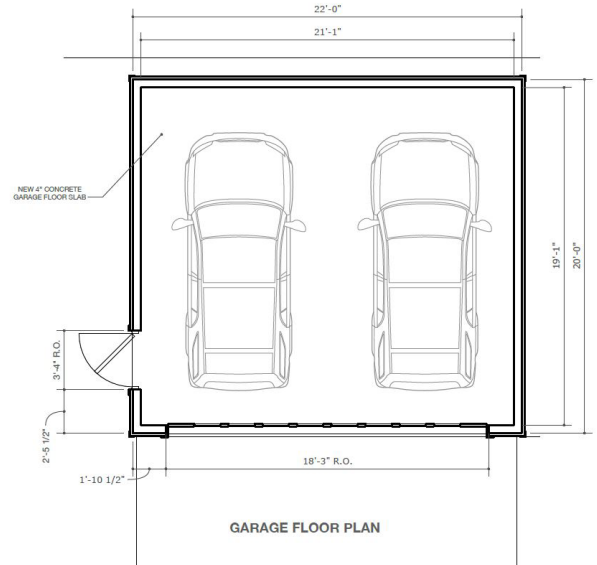 22'-0"
21'-1"
NEW 4" CONCRETE
GARAGE FLOOR SLAB
19'-1"
20'-0"
3'-4" R.O.
2'-5 1/2"
1'-10 1/2"
18'-3" R.O.
GARAGE FLOOR PLAN